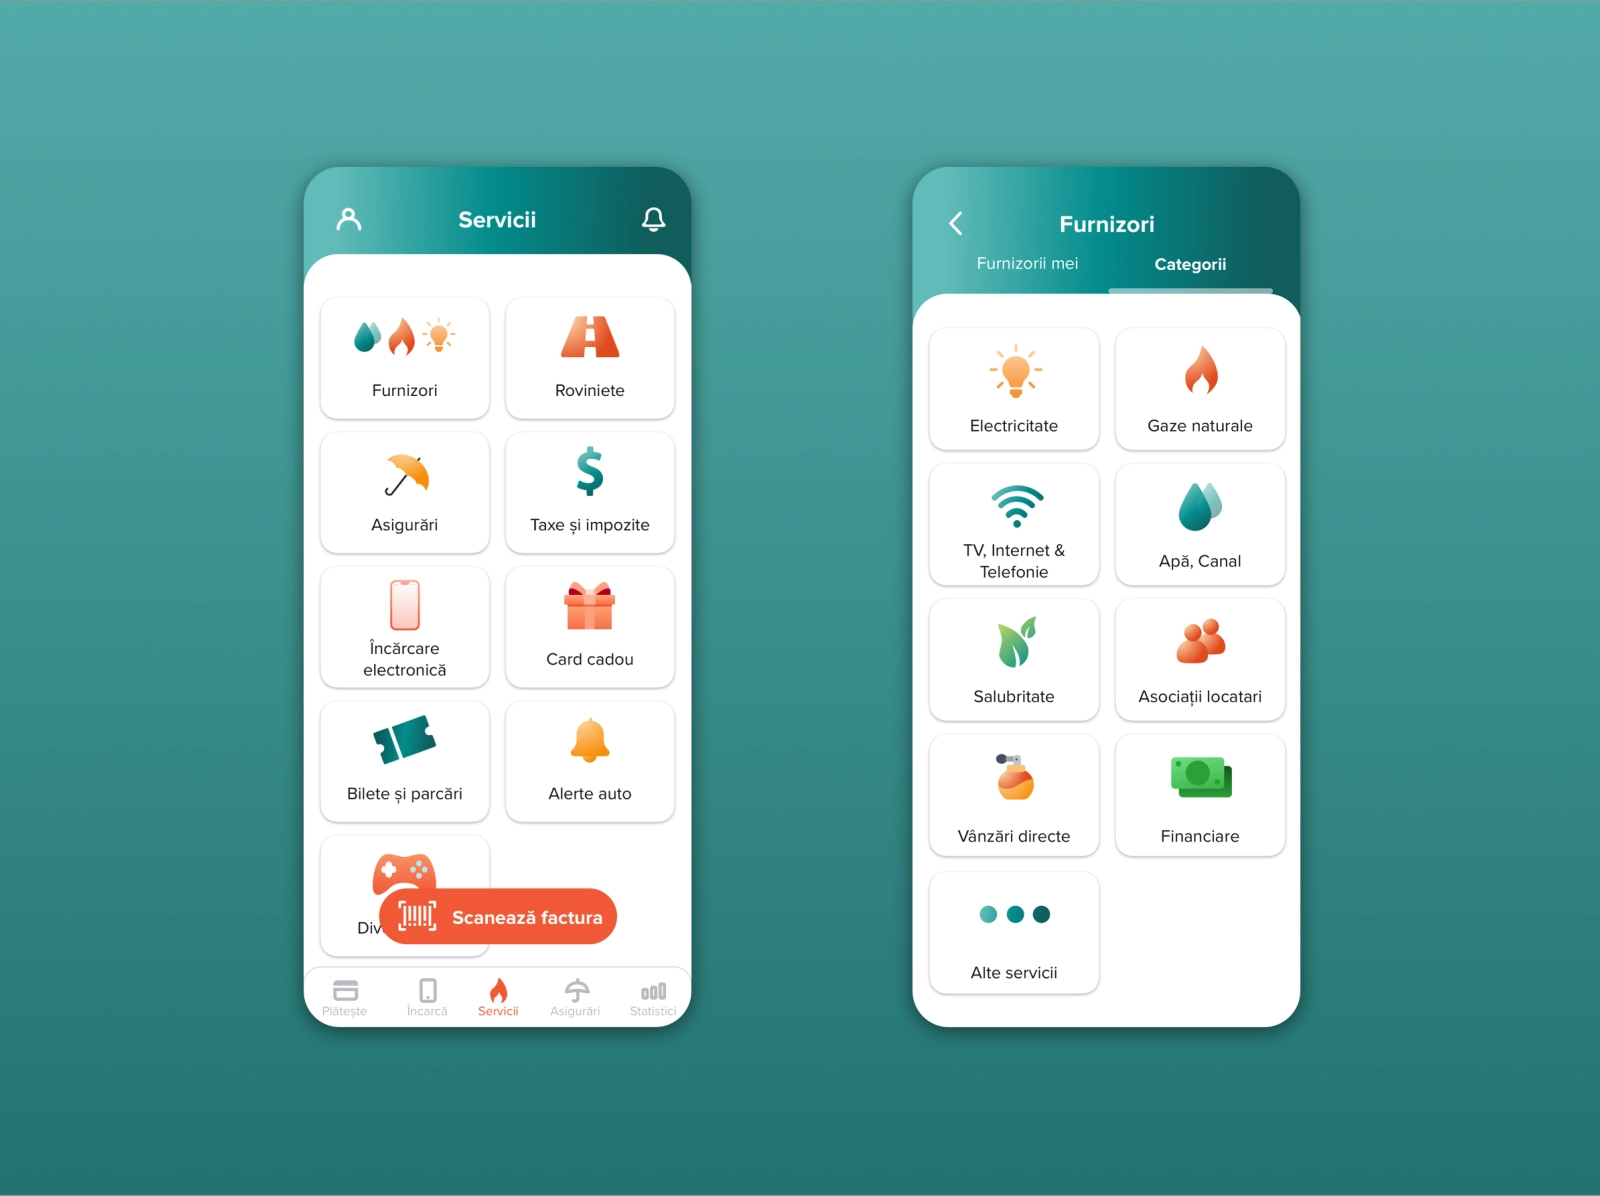 Servicii
Furnizori
Roviniete
Asigurări
Taxe și impozite
Încărcare
electronică
Card cadou
Bilete și parcări
Alerte auto
Scanează factura
Plătește
Încarcă
Servicii
Asigurări
Statistici
Furnizori
Furnizorii mei
Categorii
Electricitate
Gaze naturale
TV, Internet &
Telefonie
Apă, Canal
Salubritate
Asociații locatari
Vânzări directe
Financiare
Alte servicii